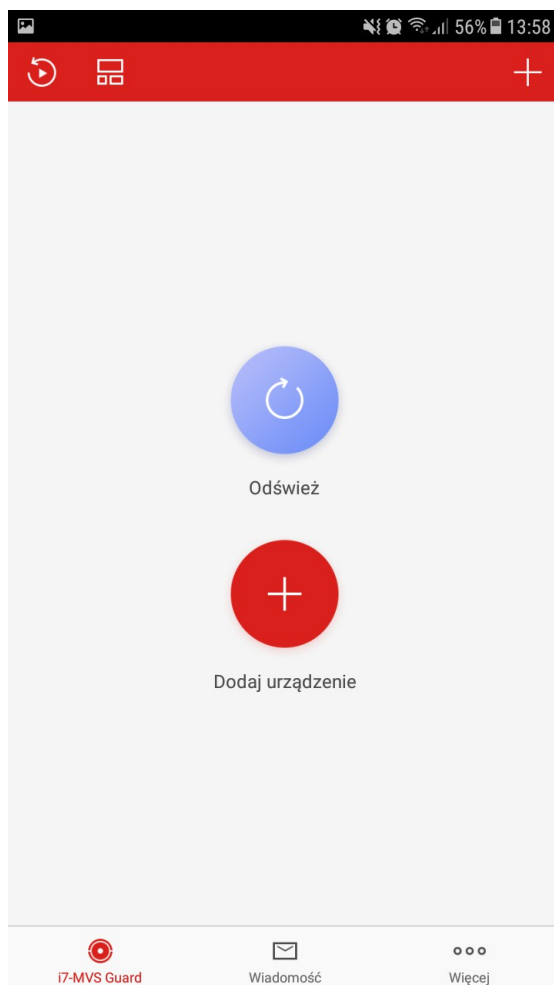 56% 13:58
Odśwież
Dodaj urządzenie
i7-MVS Guard
Wiadomość
Więcej